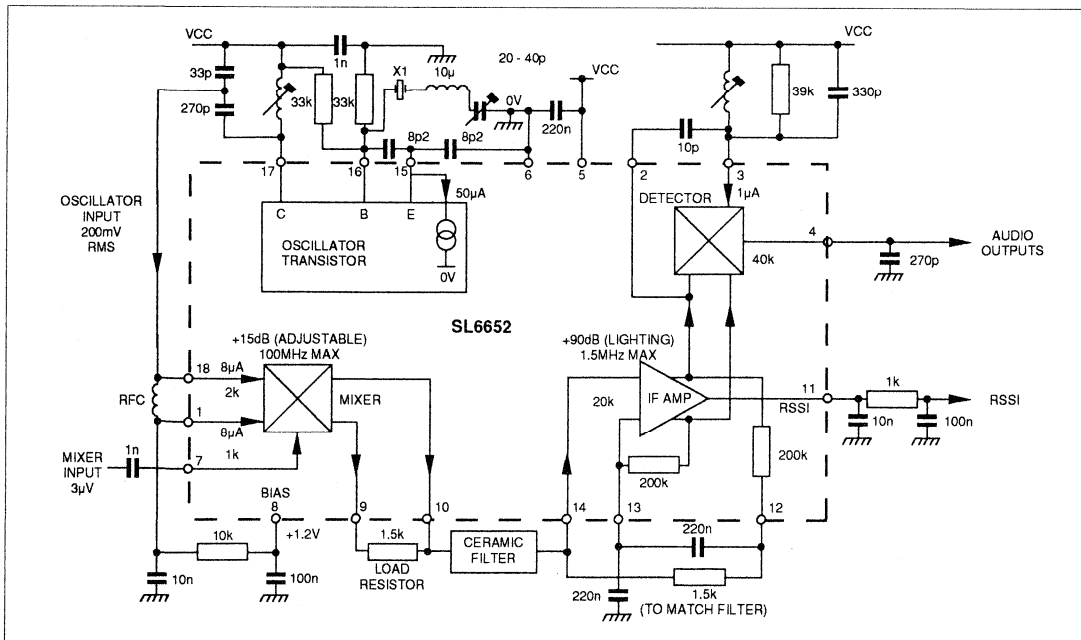 VCC
33p
270p
1n
33k
33k
X1
10µ
20 - 40p
0V
VCC
220n
8p2
8p2
VCC
39k
330p
10p
17
16
15
6
5
2
3
OSCILLATOR
INPUT
200mV
RMS
C
B
E
50µA
OSCILLATOR
TRANSISTOR
0V
DETECTOR
1µA
40k
4
AUDIO
OUTPUTS
270p
SL6652
+15dB (ADJUSTABLE)
100MHz MAX
+90dB (LIGHTING)
1.5MHz MAX
RFC
18
8µA
2k
MIXER
1
8µA
1k
7
1n
MIXER
INPUT
3µV
20k
IF AMP
RSSI
11
1k
RSSI
10n
100n
200k
200k
BIAS
8
+1.2V
9
10
14
13
12
10k
10n
100n
1.5k
LOAD
RESISTOR
CERAMIC
FILTER
220n
220n
1.5k
(TO MATCH FILTER)